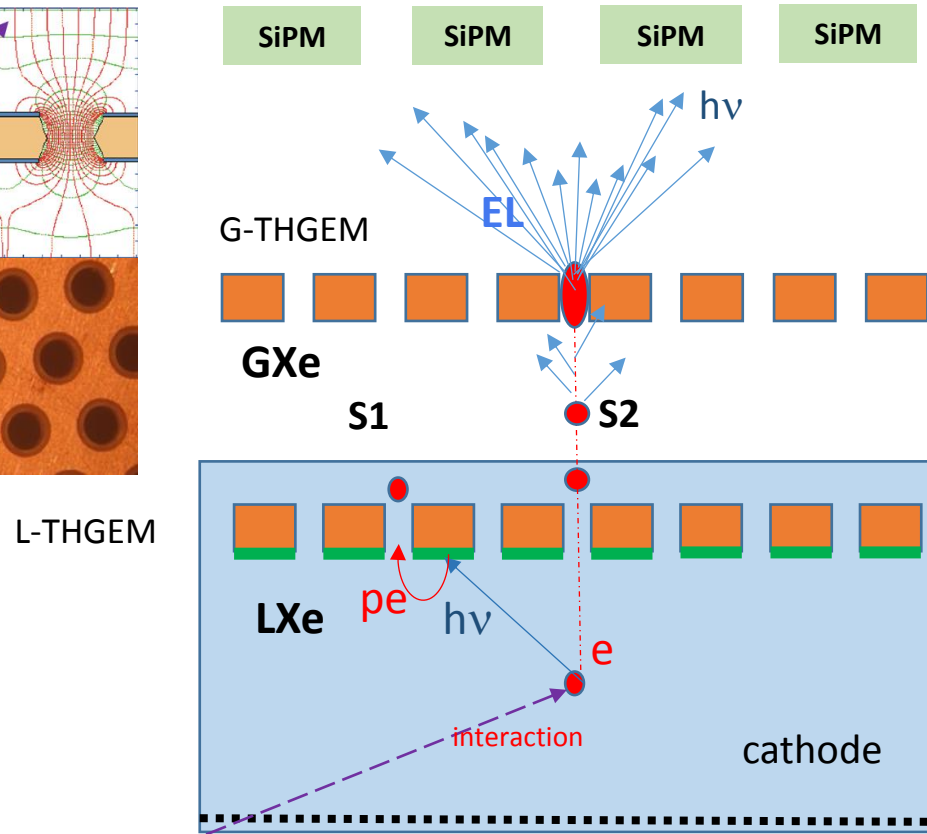 SiPM SiPM SiPM SiPM
hν
EL
G-THGEM
GXe
S1 S2
L-THGEM
pe hν
LXe
e
interaction
cathode